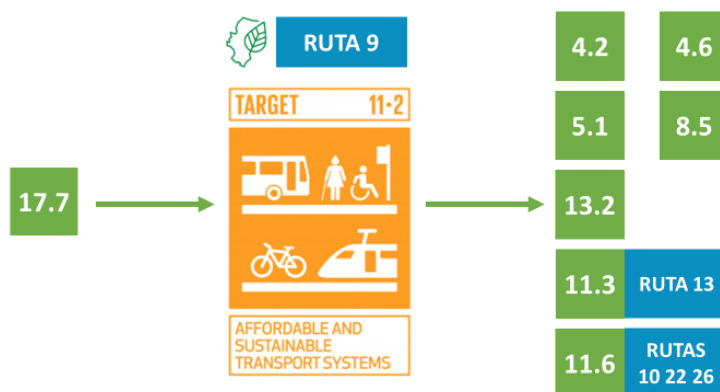 RUTA 9
TARGET 11·2
17.7
AFFORDABLE AND
SUSTAINABLE
TRANSPORT SYSTEMS
4.2 4.6
5.1 8.5
13.2
11.3 RUTA 13
11.6 RUTAS
10 22 26